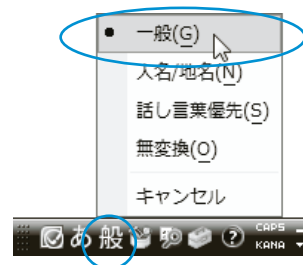 一般(G)
人名/地名(N)
話し言葉優先(S)
無変換(O)
キャンセル
あ 般 ? CAPS
KANA